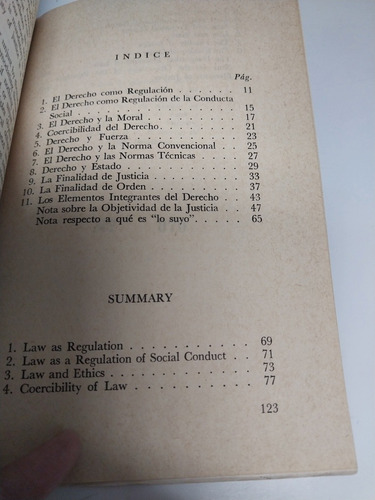 INDICE
Pág.
1. El Derecho como Regulación . . . . . . 11
2. El Derecho como Regulación de la Conducta
Social . . . . . . . . . . . . . 15
3. El Derecho y la Moral . . . . . . . . 17
4. Coercibilidad del Derecho . . . . . . . 21
5. Derecho y Fuerza . . . . . . . . . 23
6. El Derecho y la Norma Convencional . . . 25
7. El Derecho y las Normas Técnicas . . . . 27
8. Derecho y Estado . . . . . . . . . 29
9. La Finalidad de Justicia . . . . . . . 33
10. La Finalidad de Orden . . . . . . . . 37
11. Los Elementos Integrantes del Derecho . . 43
Nota sobre la Objetividad de la Justicia . . 47
Nota respecto a qué es "lo suyo" . . . . 65
SUMMARY
1. Law as Regulation . . . . . . . . . 69
2. Law as a Regulation of Social Conduct . . 71
3. Law and Ethics . . . . . . . . . . 73
4. Coercibility of Law . . . . . . . . . 77
123